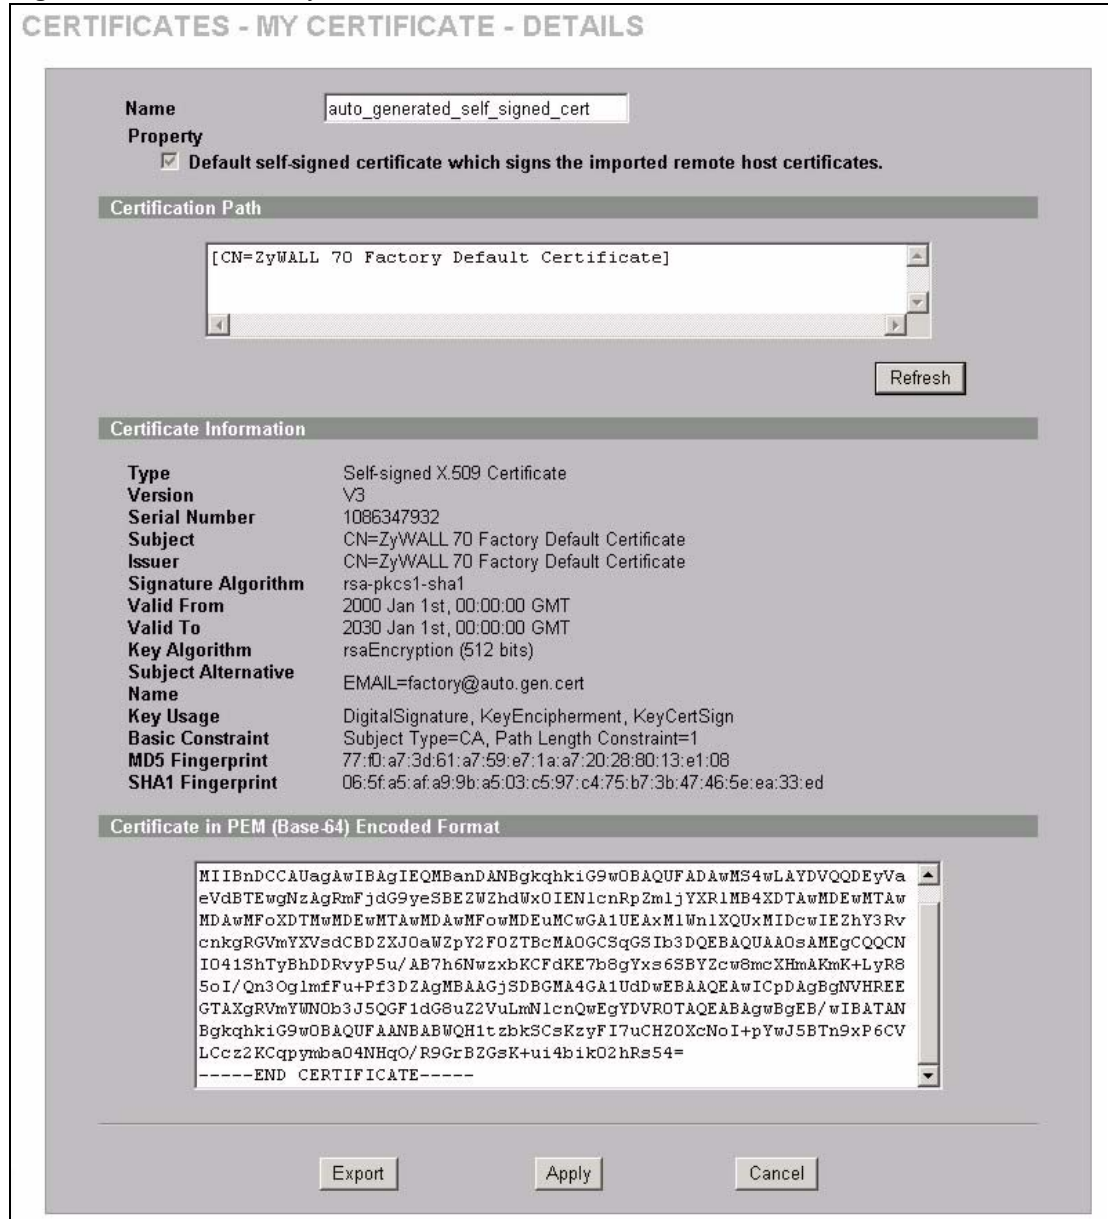 CERTIFICATES - MY CERTIFICATE - DETAILS
Name auto_generated_self_signed_cert
Property
Default self-signed certificate which signs the imported remote host certificates.
Certification Path
[CN=ZyWALL 70 Factory Default Certificate]
Refresh
Certificate Information
Type Self-signed X.509 Certificate
Version V3
Serial Number 1086347932
Subject CN=ZyWALL 70 Factory Default Certificate
Issuer CN=ZyWALL 70 Factory Default Certificate
Signature Algorithm rsa-pkcs1-sha1
Valid From 2000 Jan 1st, 00:00:00 GMT
Valid To 2030 Jan 1st, 00:00:00 GMT
Key Algorithm rsaEncryption (512 bits)
Subject Alternative
Name EMAIL=factory@auto.gen.cert
Key Usage DigitalSignature, KeyEncipherment, KeyCertSign
Basic Constraint Subject Type=CA, Path Length Constraint=1
MD5 Fingerprint 77:f0:a7:3d:61:a7:59:e7:1a:a7:20:28:80:13:e1:08
SHA1 Fingerprint 06:5f:a5:af:a9:9b:a5:03:c5:97:c4:75:b7:3b:47:46:5e:ea:33:ed
Certificate in PEM (Base-64) Encoded Format
MIIBnDCCAUagAwIBAgIEQMBanDANBgkqhkiG9w0BAQUFADAwMS4wLAYDVQQDEyVa
eVdBTEwgNzAgRmFjdG9yeSBEZWZhdWx0IENlcnRpZmljYXRlMB4XDTAwMDEwMTAw
MDAwMFoXDTMwMDEwMTAwMDAwMFowMDEuMCwGA1UEAxMlWnlXQUxMIDcwIEZhY3Rv
cnkgRGVmYXVsdCBDZXJ0aWZpY2F0ZTBcMA0GCSqGSIb3DQEBAQUAA0sAMEgCQQCN
I041ShTyBhDDRvyP5u/AB7h6NwzxbKCFdKE7b8gYxs6SBYZcw8mcXHmAKmK+LyR8
5oI/Qn3OglmfFu+Pf3DZAgMBAAGjSDBGMA4GA1UdDwEBAAQEAwICpDAgBgNVHREE
GTAXgRVmYWN0b3J5QGF1dG8uZ2VuLmNlcnQwEgYDVR0TAQEABAgwBgEB/wIBATAN
BgkqhkiG9w0BAQUFAANBABWQH1tzbkSCsKzyFI7uCHZ0XcNoI+pYwJ5BTn9xP6CV
LCcz2KCqpymba04NHqO/R9GrBZGsK+ui4bik02hRs54=
-----END CERTIFICATE-----
Export Apply Cancel